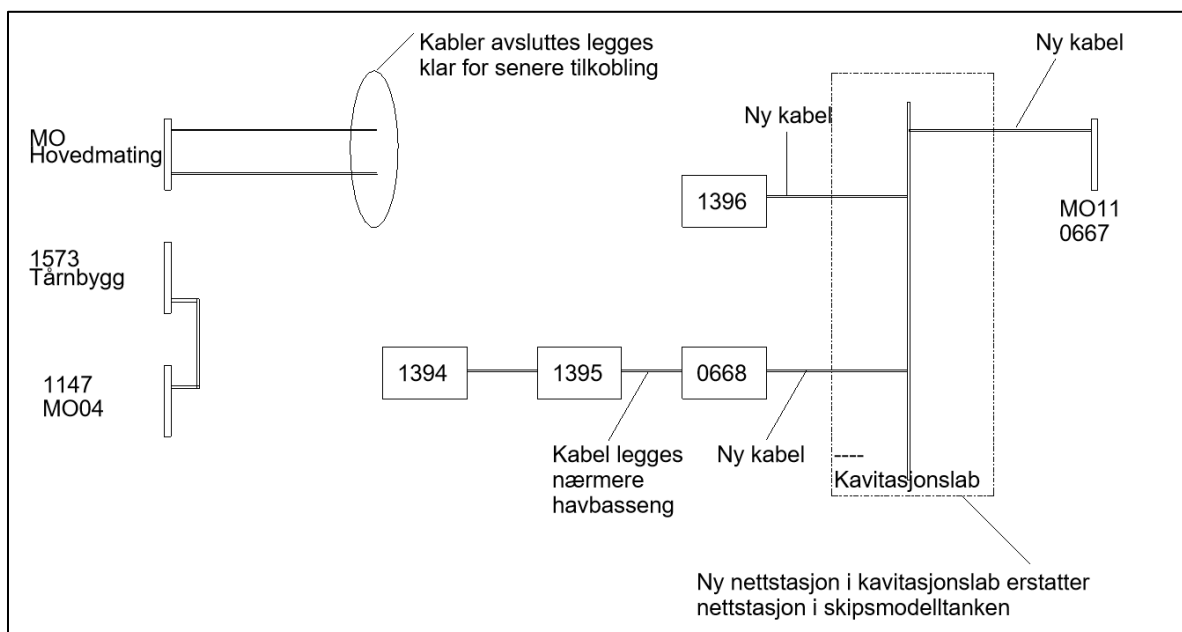 Kabler avsluttes legges
klar for senere tilkobling
Ny kabel
MO
Hovedmating
Ny kabel
1396
MO11
0667
1573
Tårnbygg
1147
MO04
1394
1395
0668
Kabel legges
nærmere
havbasseng
Ny kabel
----
Kavitasjonslab
Ny nettstasjon i kavitasjonslab erstatter
nettstasjon i skipsmodelltanken